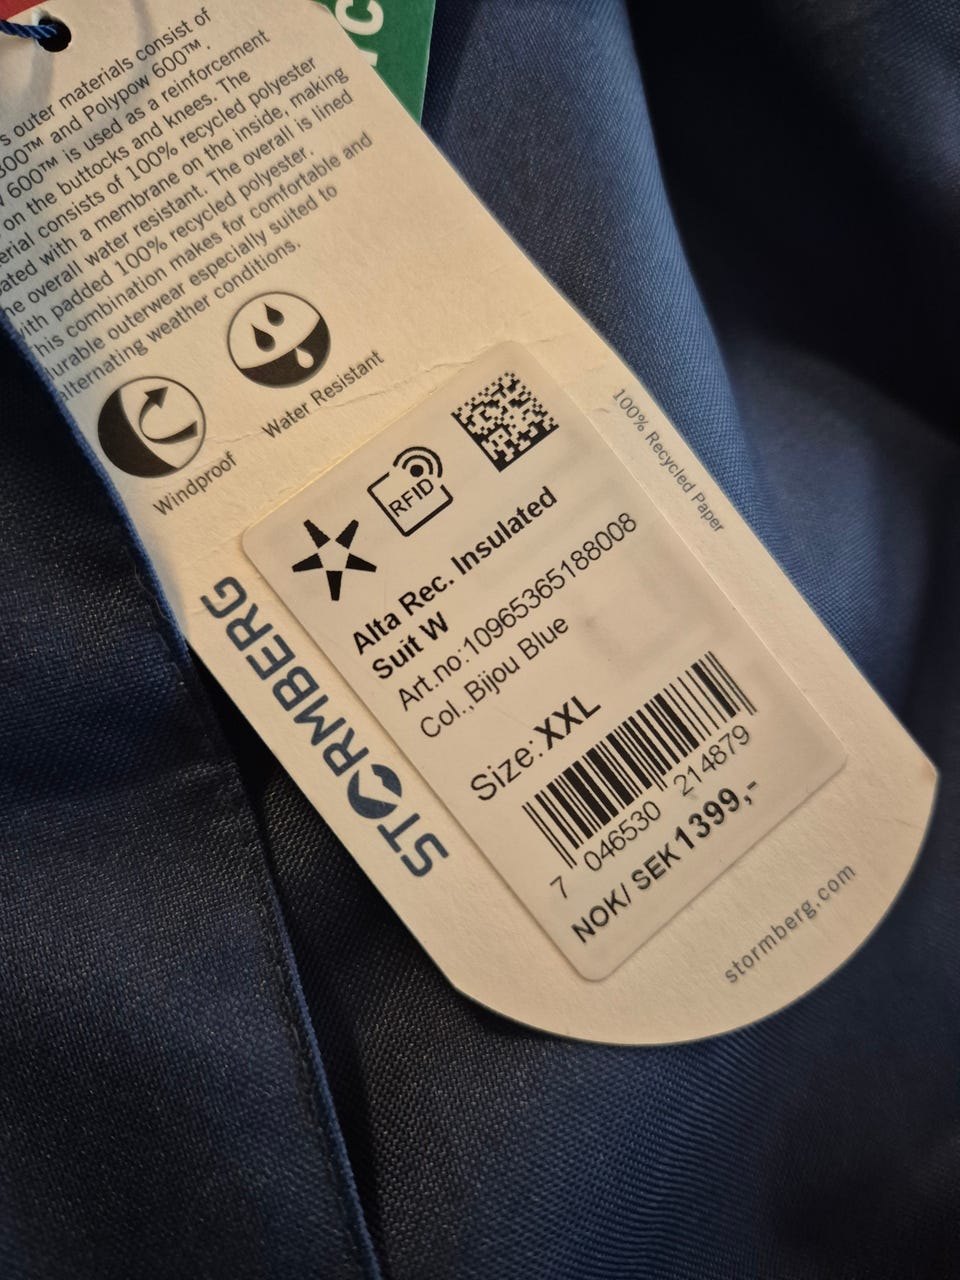 s outer materials consist of
300™ and Polypow 600™.
600™ is used as a reinforcement
on the buttocks and knees. The
erial consists of 100% recycled polyester
ated with a membrane on the inside, making
he overall water resistant. The overall is lined
with padded 100% recycled polyester.
his combination makes for comfortable and
durable outerwear especially suited to
alternating weather conditions.
Windproof
Water Resistant
100% Recycled Paper
STORMBERG
RFID
Alta Rec. Insulated
Suit W
Art.no:10965365188008
Col.,Bijou Blue
Size:XXL
7 046530 214879
NOK/ SEK 1399,-
stormberg.com